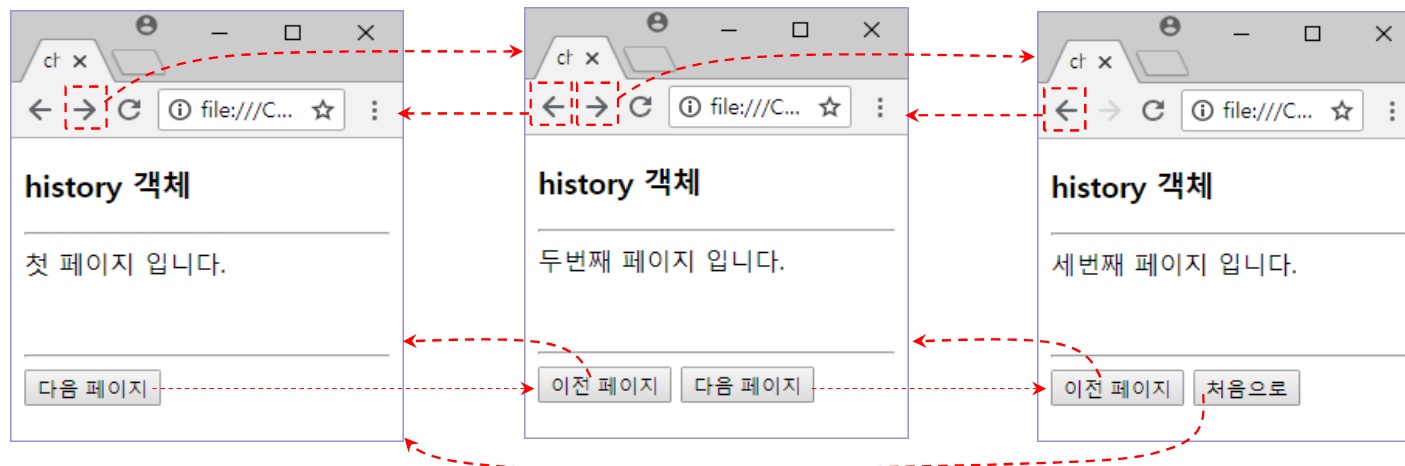 ch
file:///C...
history 객체
첫 페이지 입니다.
다음 페이지
ch
file:///C...
history 객체
두번째 페이지 입니다.
이전 페이지 다음 페이지
ch
file:///C...
history 객체
세번째 페이지 입니다.
이전 페이지 처음으로